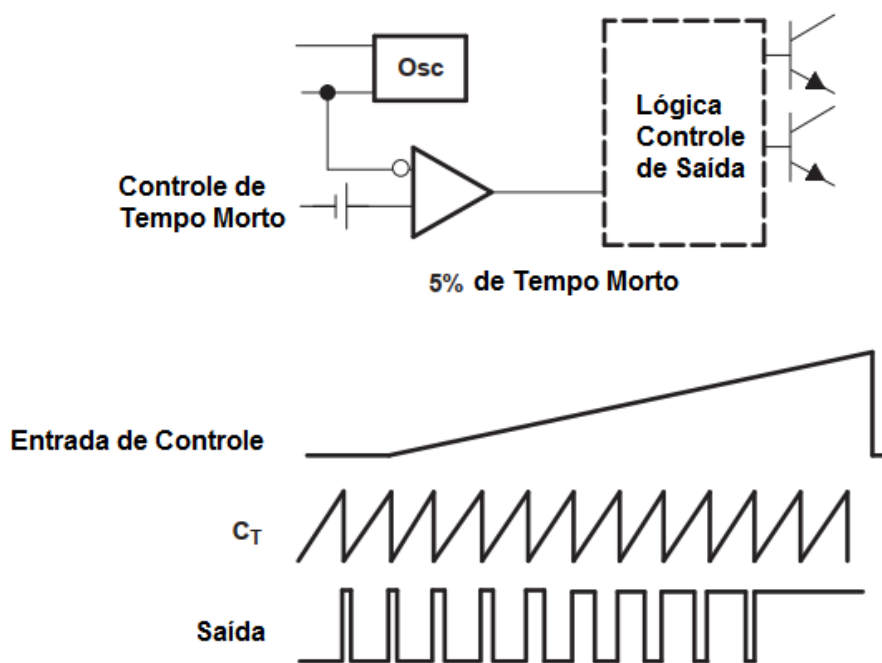 Osc
Lógica
Controle
de Saída
Controle de
Tempo Morto
5% de Tempo Morto
Entrada de Controle
CT
Saída